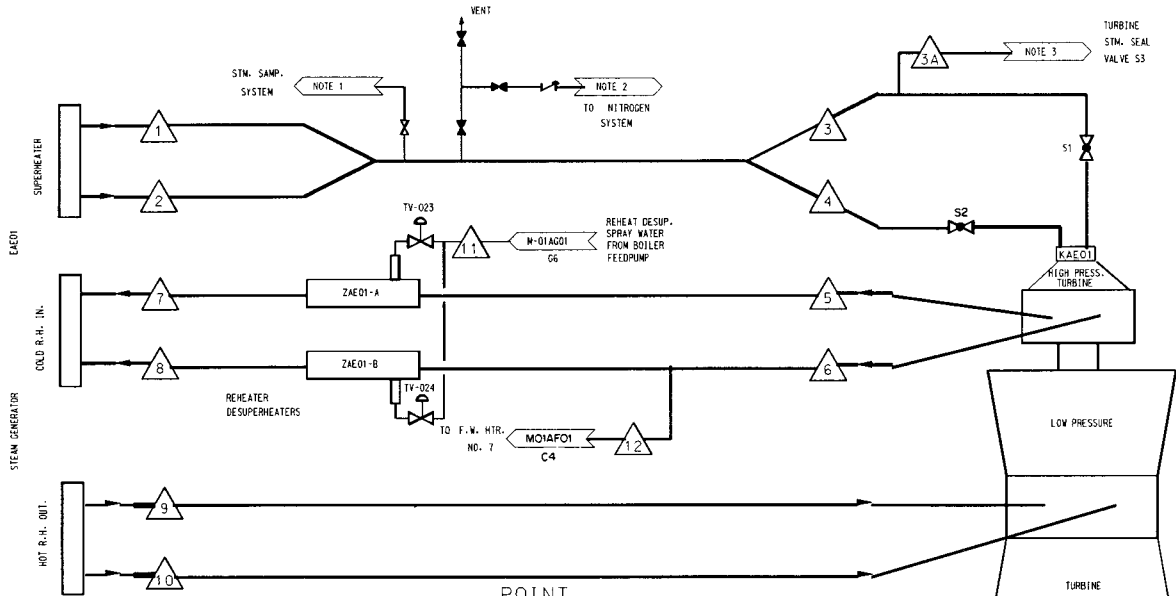 VENT
TURBINE
STM. SEAL
VALVE S3
3A
NOTE 3
STM. SAMP.
SYSTEM
NOTE 1
NOTE 2
TO NITROGEN
SYSTEM
SUPERHEATER
1
2
3
4
S1
S2
EAE01
TV-023
11
M-01AG01
G6
REHEAT DESUP.
SPRAY WATER
FROM BOILER
FEEDPUMP
KAE01
HIGH PRESS.
TURBINE
COLD R.H. IN.
7
ZAE01-A
5
8
ZAE01-B
6
TV-024
REHEATER
DESUPERHEATERS
TO F.W. HTR.
NO. 7
M01AF01
C4
12
LOW PRESSURE
STEAM GENERATOR
HOT R.H. OUT.
9
10
POINT
TURBINE